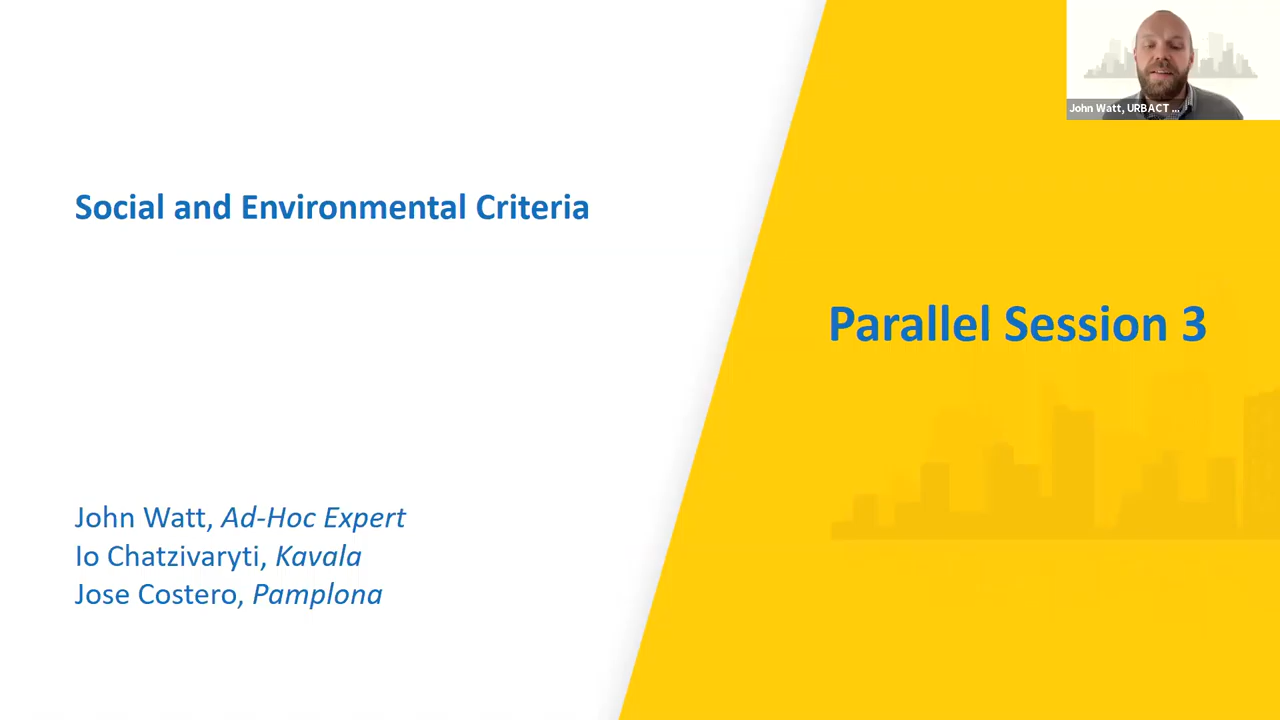 John Watt, URBACT ...
Social and Environmental Criteria
Parallel Session 3
John Watt, Ad-Hoc Expert
Io Chatzivaryti, Kavala
Jose Costero, Pamplona